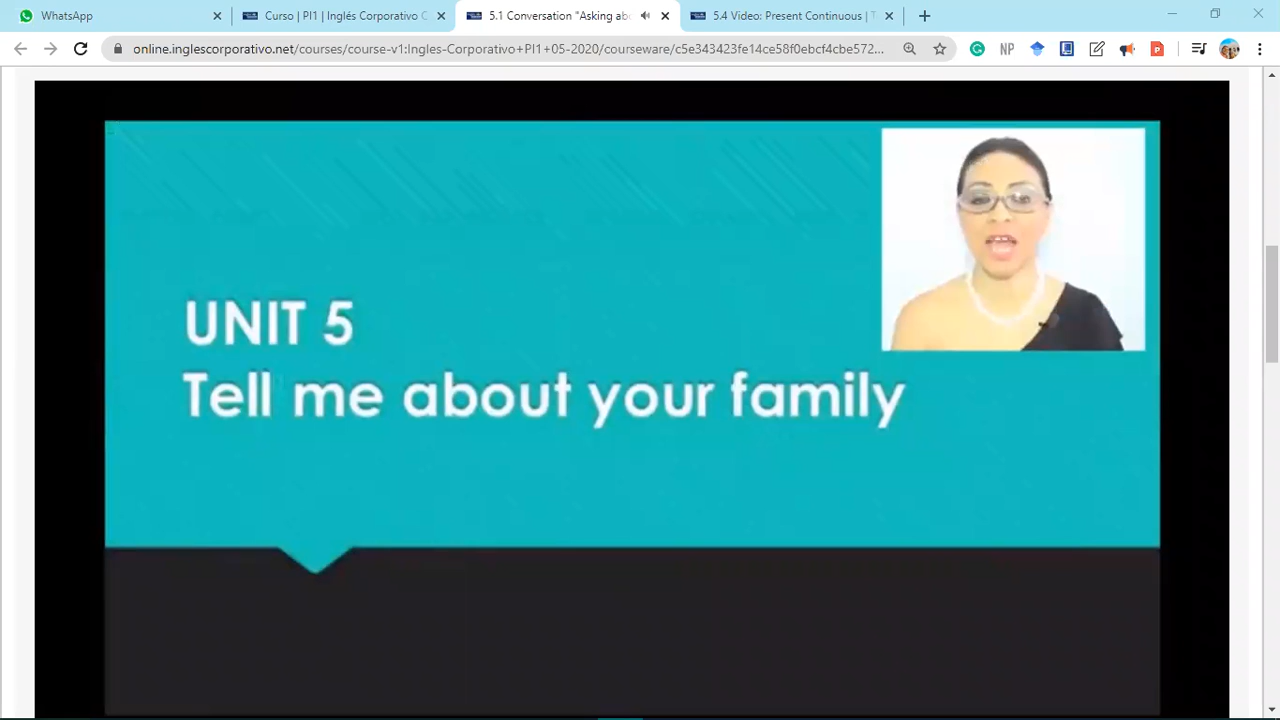 WhatsApp
Curso | PI1 | Inglés Corporativo C
5.1 Conversation "Asking abo
5.4 Video: Present Continuous | T
online.inglescorporativo.net/courses/course-v1:Ingles-Corporativo+PI1+05-2020/courseware/c5e343423fe14ce58f0ebcf4cbe572...
NP
UNIT 5
Tell me about your family